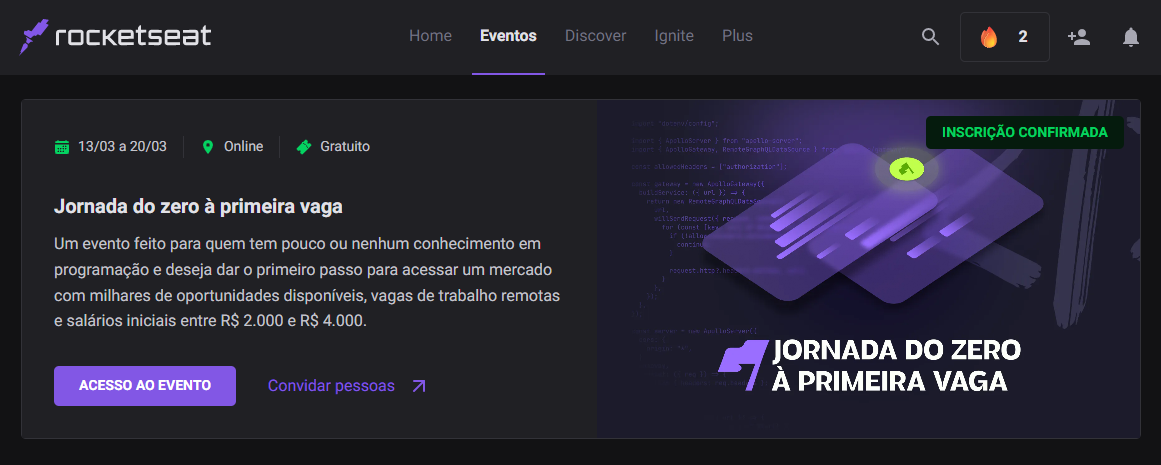 rocketseat
Home
Eventos
Discover
Ignite
Plus
2
13/03 a 20/03
Online
Gratuito
INSCRIÇÃO CONFIRMADA
Jornada do zero à primeira vaga
Um evento feito para quem tem pouco ou nenhum conhecimento em
programação e deseja dar o primeiro passo para acessar um mercado
com milhares de oportunidades disponíveis, vagas de trabalho remotas
e salários iniciais entre R$ 2.000 e R$ 4.000.
ACESSO AO EVENTO
Convidar pessoas
JORNADA DO ZERO
À PRIMEIRA VAGA